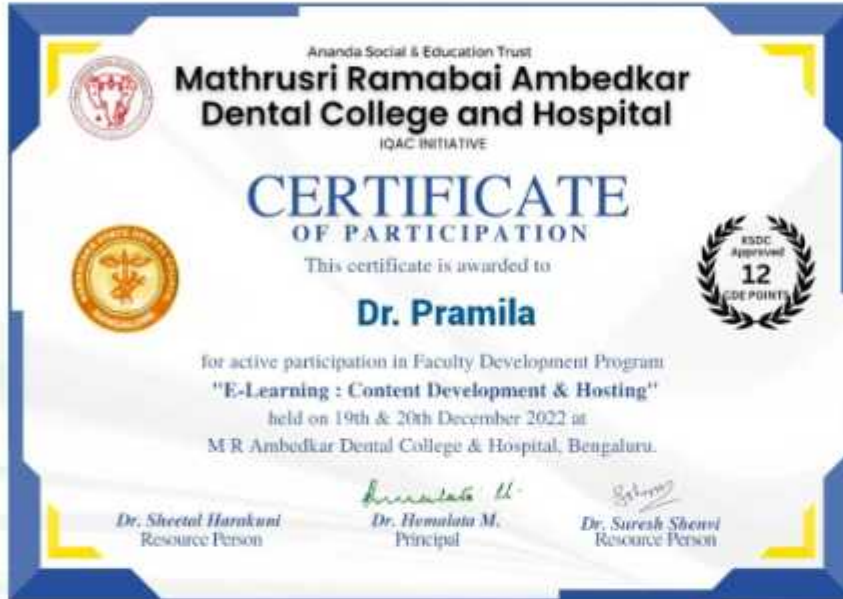 Ananda Social & Education Trust
Mathrusri Ramabai Ambedkar
Dental College and Hospital
IQAC INITIATIVE
CERTIFICATE
OF PARTICIPATION
This certificate is awarded to
KSDC
Approved
12
CDE POINTS
Dr. Pramila
for active participation in Faculty Development Program
"E-Learning : Content Development & Hosting"
held on 19th & 20th December 2022 at
M R Ambedkar Dental College & Hospital, Bengaluru.
Dr. Sheetal Harakuni
Resource Person
Dr. Hemalata M.
Principal
Dr. Suresh Shenvi
Resource Person